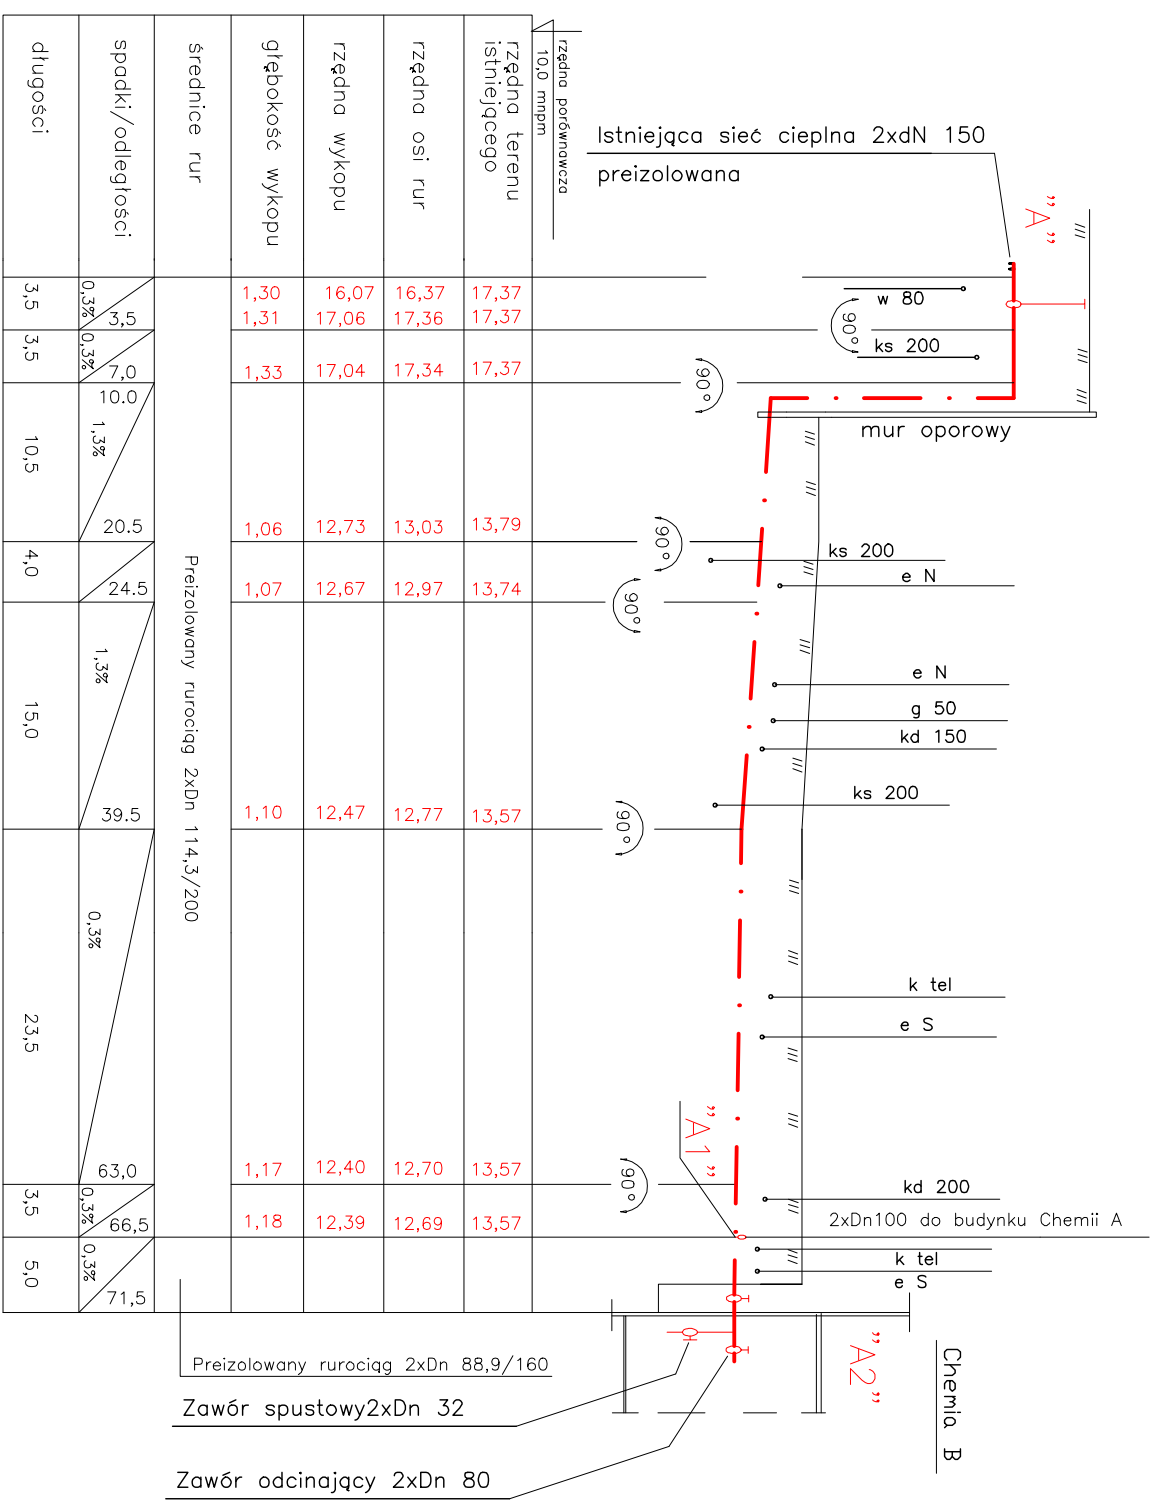 Istniejąca sieć cieplna 2xdN 150
preizolowana
"A"
rzędna porównawcza
10,0 mnpm
rzędna terenu
istniejącego
17,37
17,37
17,37
13,79
13,74
13,57
13,57
13,57
rzędna osi rur
16,37
17,36
17,34
13,03
12,97
12,77
12,70
12,69
rzędna wykopu
16,07
17,06
17,04
12,73
12,67
12,47
12,40
12,39
głębokość wykopu
1,30
1,31
1,33
1,06
1,07
1,10
1,17
1,18
średnice rur
Preizolowany rurociąg 2xDn 114,3/200
spadki/odległości
0,3%
3,5
0,3%
7,0
10.0
1,3%
20.5
24.5
1,3%
39.5
0,3%
63,0
0,3%
66,5
0,3%
71,5
długości
3,5
3,5
10,5
4,0
15,0
23,5
3,5
5,0
w 80
90°
ks 200
90°
mur oporowy
90°
ks 200
e N
90°
e N
g 50
kd 150
ks 200
90°
k tel
e S
"A1"
90°
kd 200
2xDn100 do budynku Chemii A
k tel
e S
"A2"
Chemia B
Preizolowany rurociąg 2xDn 88,9/160
Zawór spustowy2xDn 32
Zawór odcinający 2xDn 80